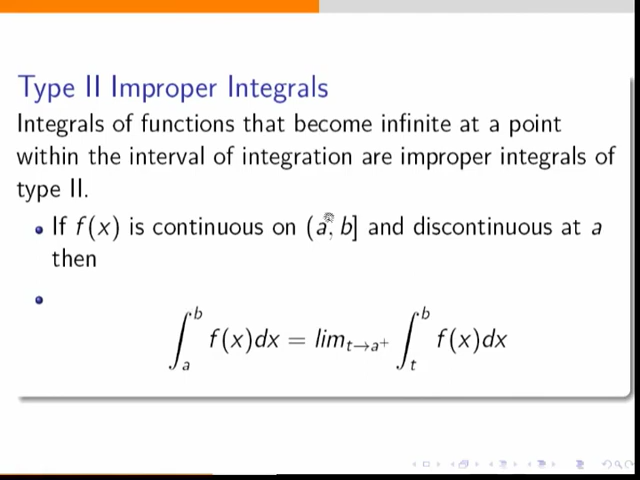 Type II Improper Integrals
Integrals of functions that become infinite at a point
within the interval of integration are improper integrals of
type II.
• If f(x) is continuous on (a, b] and discontinuous at a
then
• ∫_a^b f(x)dx = lim_{t→a⁺} ∫_t^b f(x)dx